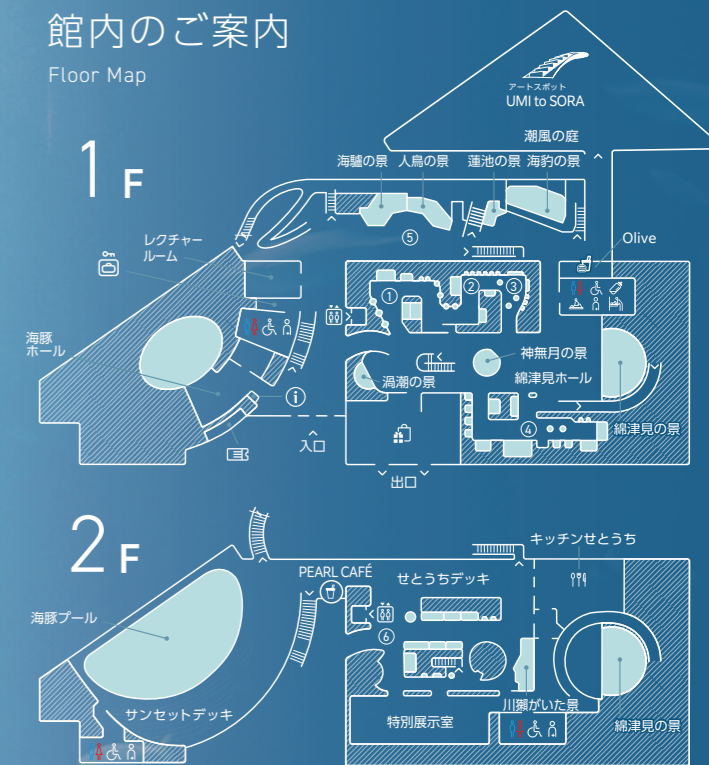 館内のご案内
Floor Map
アートスポット
UMI to SORA
潮風の庭
1F
海驢の景 人鳥の景 蓮池の景 海豹の景
レクチャー
ルーム
⑤
Olive
①
②
③
海豚
ホール
渦潮の景
神無月の景
綿津見ホール
i
入口
④
綿津見の景
出口
2F
キッチンせとうち
PEARL CAFÉ
せとうちデッキ
海豚プール
⑥
サンセットデッキ
特別展示室
川獺がいた景
綿津見の景